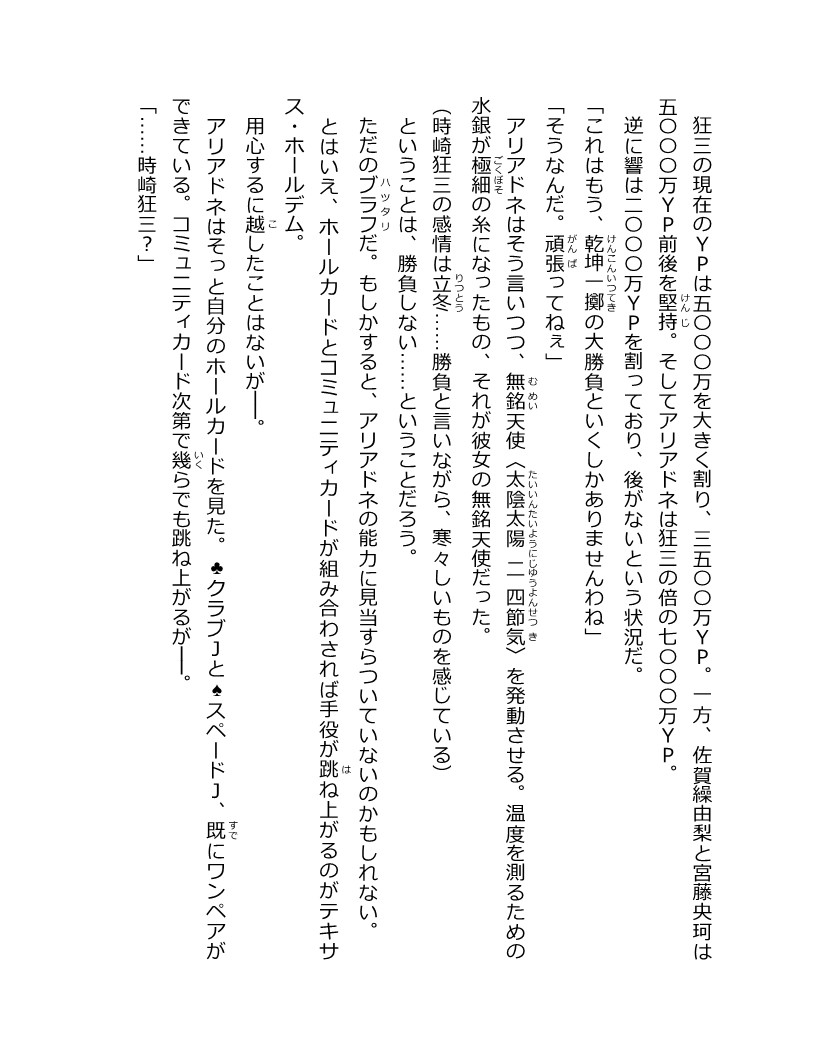 狂三の現在のＹＰは五〇〇〇万を大きく割り、三五〇〇万ＹＰ。一方、佐賀繰由梨と宮藤央珂は
五〇〇〇万ＹＰ前後を堅持。そしてアリアドネは狂三の倍の七〇〇〇万ＹＰ。
逆に響は二〇〇〇万ＹＰを割っており、後がないという状況だ。
「これはもう、乾坤一擲の大勝負といくしかありませんわね」
「そうなんだ。頑張ってねぇ」
アリアドネはそう言いつつ、無銘天使〈太陰太陽 二四節気〉を発動させる。温度を測るための
水銀が極細の糸になったもの、それが彼女の無銘天使だった。
（時崎狂三の感情は立冬……勝負と言いながら、寒々しいものを感じている）
ということは、勝負しない……ということだろう。
ただのブラフだ。もしかすると、アリアドネの能力に見当すらついていないのかもしれない。
とはいえ、ホールカードとコミュニティカードが組み合わされば手役が跳ね上がるのがテキサ
ス・ホールデム。
用心するに越したことはないが──。
アリアドネはそっと自分のホールカードを見た。♣クラブJと♠スペードJ、既にワンペアが
できている。コミュニティカード次第で幾らでも跳ね上がるが──。
「……時崎狂三？」